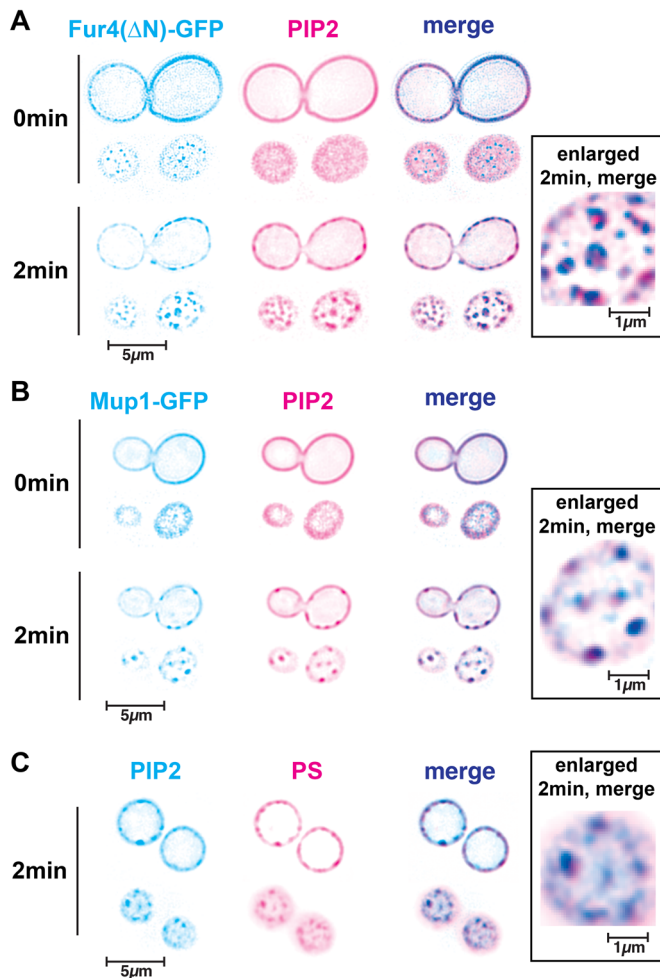 A
Fur4(ΔN)-GFP PIP2 merge
0min
enlarged
2min, merge
2min
1µm
5µm
B
Mup1-GFP PIP2 merge
0min
enlarged
2min, merge
2min
1µm
5µm
C
PIP2 PS merge
enlarged
2min, merge
2min
1µm
5µm